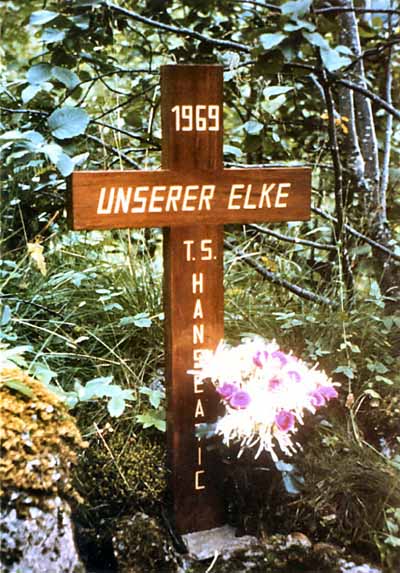 1969
UNSERER ELKE
T.S.
HANSEATIC